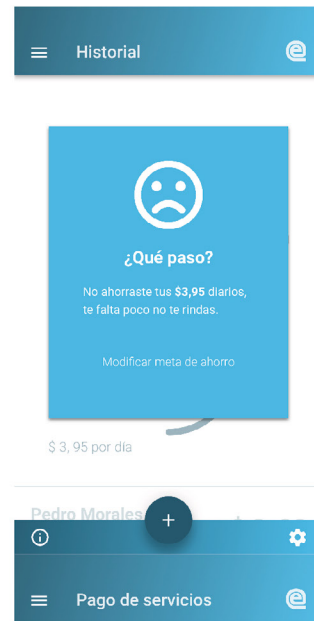 Historial
¿Qué paso?
No ahorraste tus $3,95 diarios,
te falta poco no te rindas.
Modificar meta de ahorro
$ 3, 95 por día
Pedro Morales
Pago de servicios